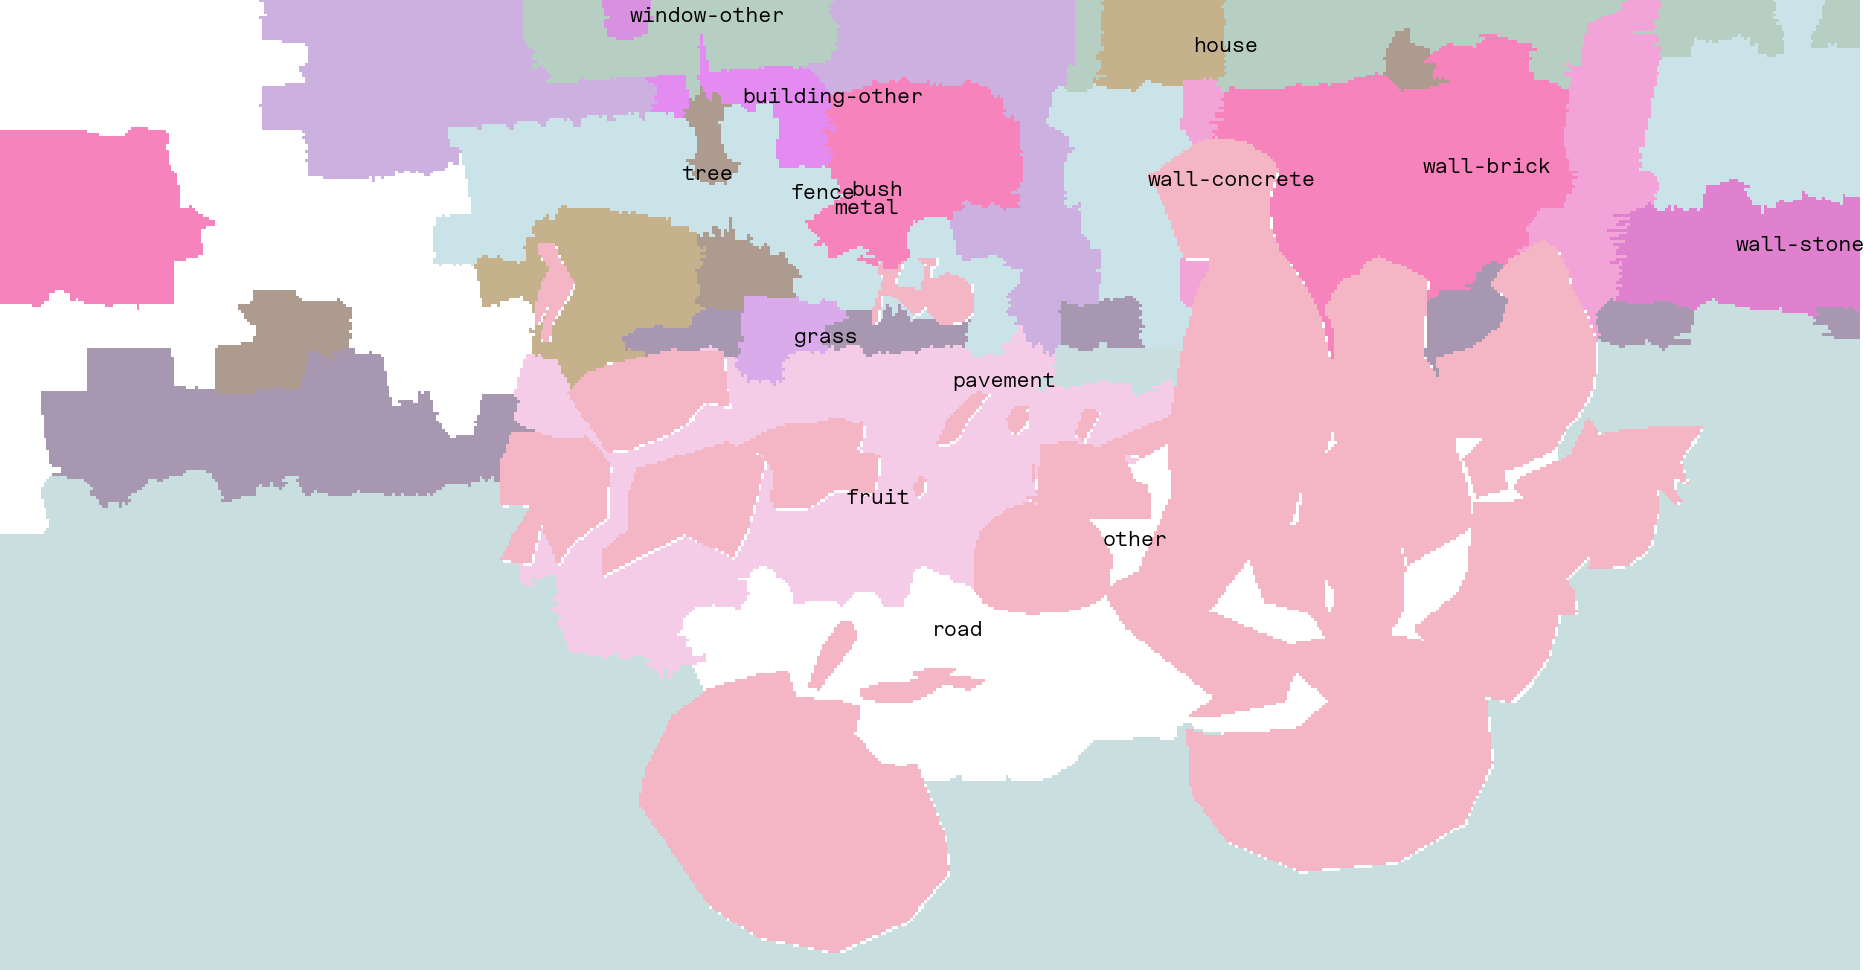 window-other
house
building-other
wall-brick
tree
wall-concrete
fence
bush
metal
wall-stone
grass
pavement
fruit
other
road